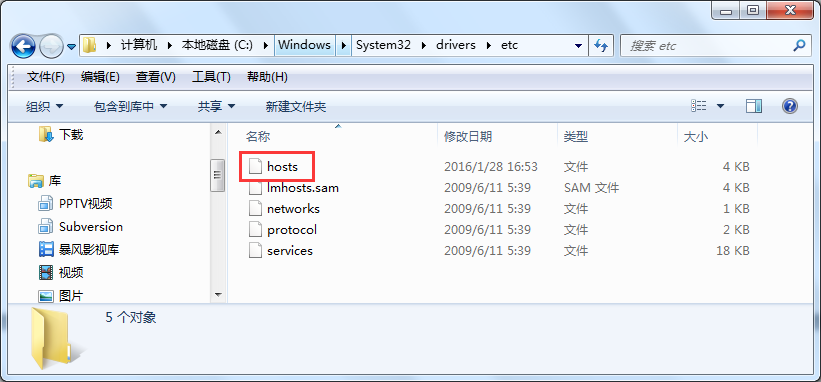 计算机 本地磁盘 (C:) Windows System32 drivers etc 搜索 etc
文件(F) 编辑(E) 查看(V) 工具(T) 帮助(H)
组织 包含到库中 共享 新建文件夹
下载
库
PPTV视频
Subversion
暴风影视库
视频
图片
名称 修改日期 类型 大小
hosts 2016/1/28 16:53 文件 4 KB
lmhosts.sam 2009/6/11 5:39 SAM 文件 4 KB
networks 2009/6/11 5:39 文件 1 KB
protocol 2009/6/11 5:39 文件 2 KB
services 2009/6/11 5:39 文件 18 KB
5 个对象